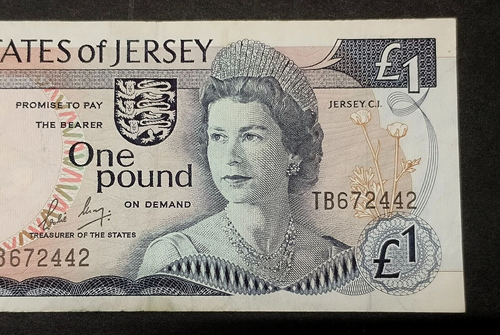 TATES of JERSEY
£1
PROMISE TO PAY
JERSEY. C.I.
THE BEARER
One
pound
TB672442
ON DEMAND
TREASURER OF THE STATES
B672442
£1